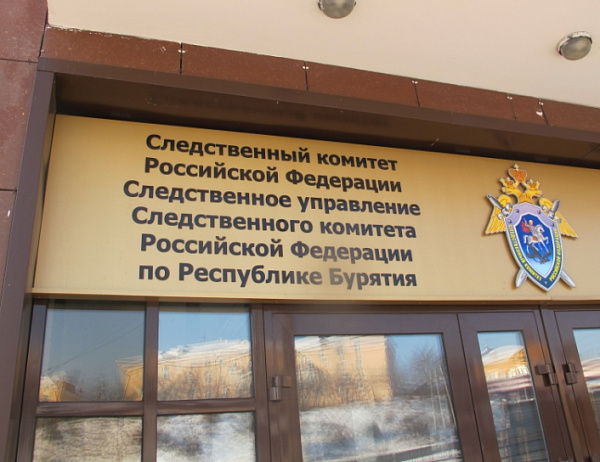 Следственный комитет
Российской Федерации
Следственное управление
Следственного комитета
Российской Федерации
по Республике Бурятия